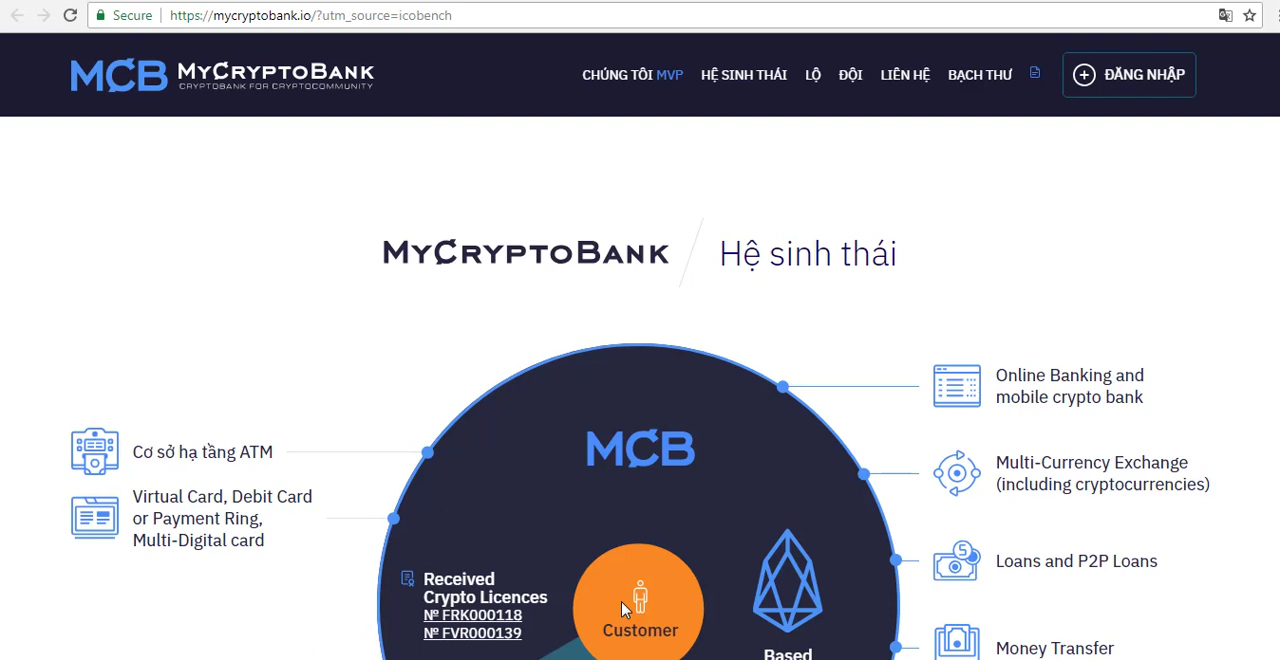 Secure https://mycryptobank.io/?utm_source=icobench
MCB MYCRYPTOBANK
CRYPTOBANK FOR CRYPTOCOMMUNITY
CHÚNG TÔI MVP HỆ SINH THÁI LỘ ĐỘI LIÊN HỆ BẠCH THƯ ĐĂNG NHẬP
MYCRYPTOBANK Hệ sinh thái
MCB
Cơ sở hạ tầng ATM
Virtual Card, Debit Card
or Payment Ring,
Multi-Digital card
Received
Crypto Licences
№ FRK000118
№ FVR000139
Customer
Based
Online Banking and
mobile crypto bank
Multi-Currency Exchange
(including cryptocurrencies)
Loans and P2P Loans
Money Transfer